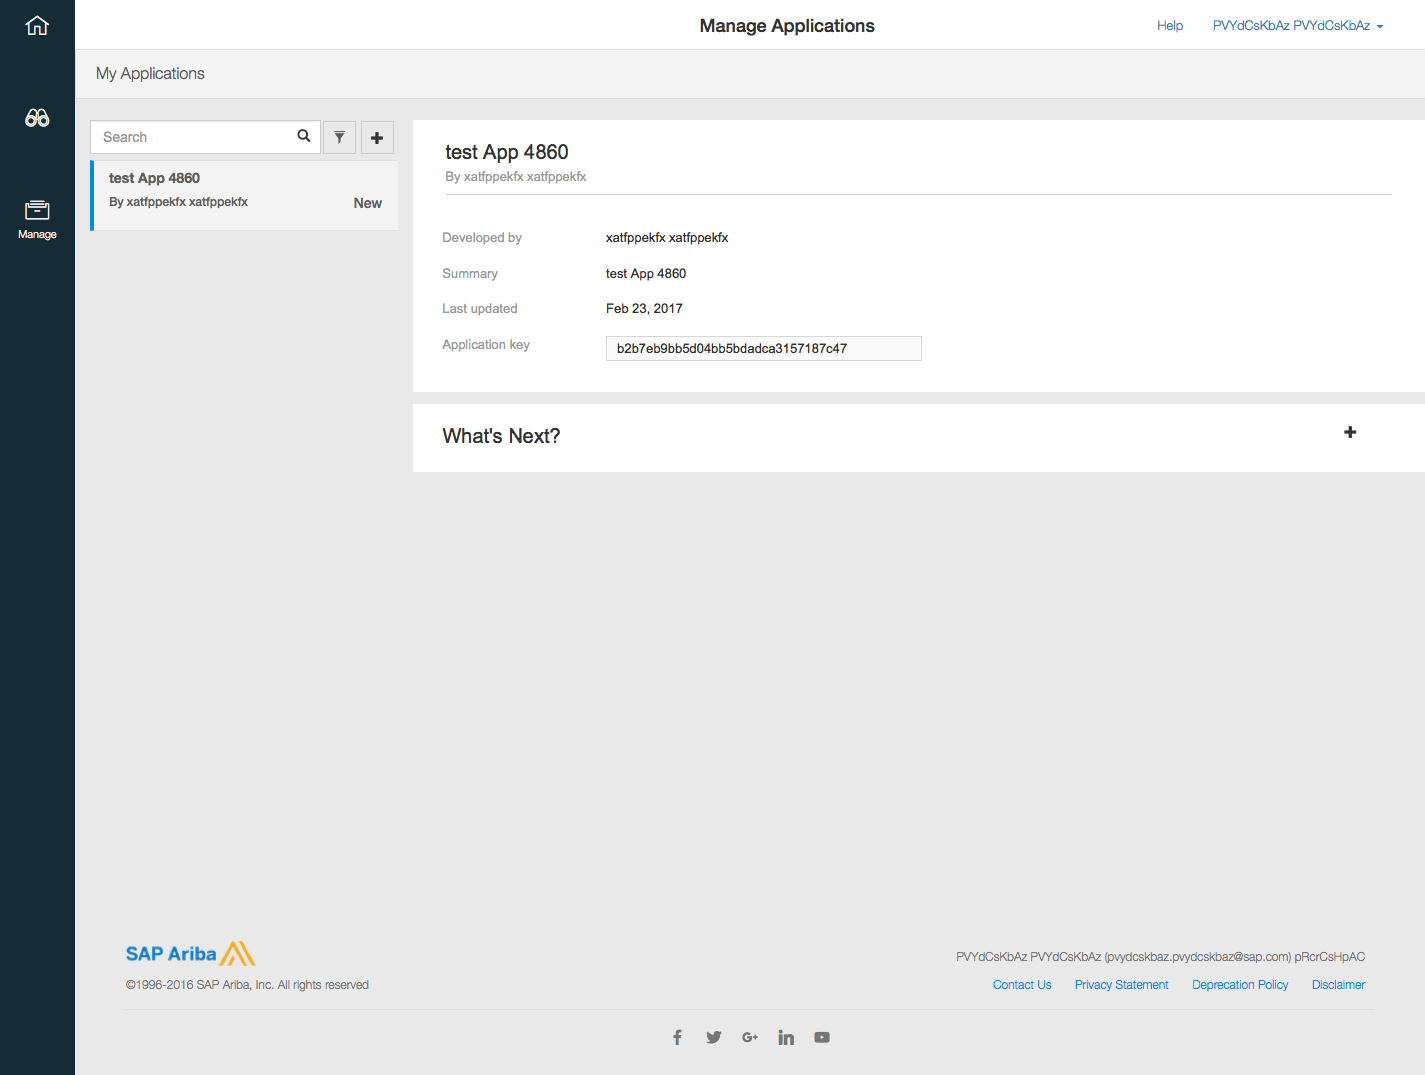 Manage Applications
Help
PVYdCsKbAz PVYdCsKbAz
My Applications
Manage
Search
test App 4860
By xatfppekfx xatfppekfx
New
test App 4860
By xatfppekfx xatfppekfx
Developed by xatfppekfx xatfppekfx
Summary test App 4860
Last updated Feb 23, 2017
Application key b2b7eb9bb5d04bb5bdadca3157187c47
What's Next?
SAP Ariba
©1996-2016 SAP Ariba, Inc. All rights reserved
PVYdCsKbAz PVYdCsKbAz (pvydcskbaz.pvydcskbaz@sap.com) pRcrCsHpAC
Contact Us Privacy Statement Deprecation Policy Disclaimer